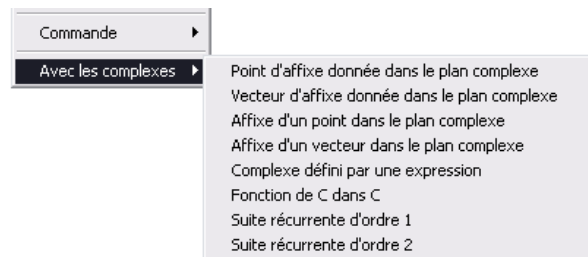 Commande
Avec les complexes
Point d'affixe donnée dans le plan complexe
Vecteur d'affixe donnée dans le plan complexe
Affixe d'un point dans le plan complexe
Affixe d'un vecteur dans le plan complexe
Complexe défini par une expression
Fonction de C dans C
Suite récurrente d'ordre 1
Suite récurrente d'ordre 2